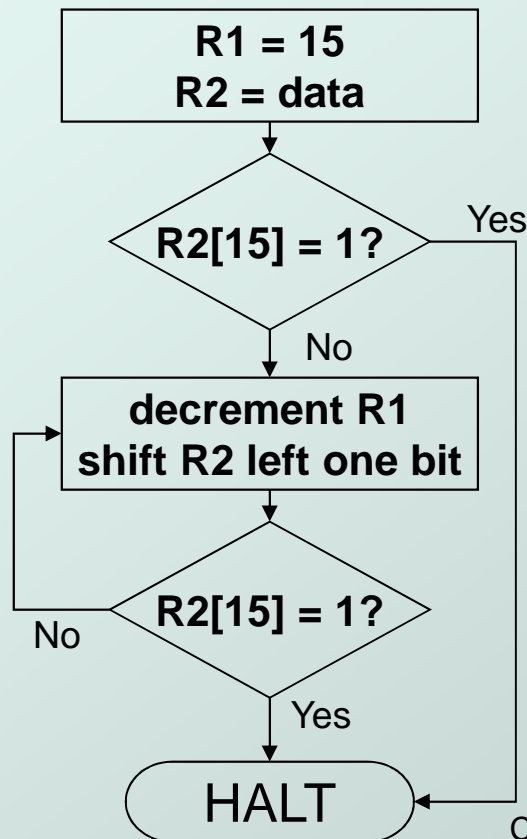 R1 = 15
R2 = data
R2[15] = 1?
Yes
No
decrement R1
shift R2 left one bit
R2[15] = 1?
No
Yes
HALT